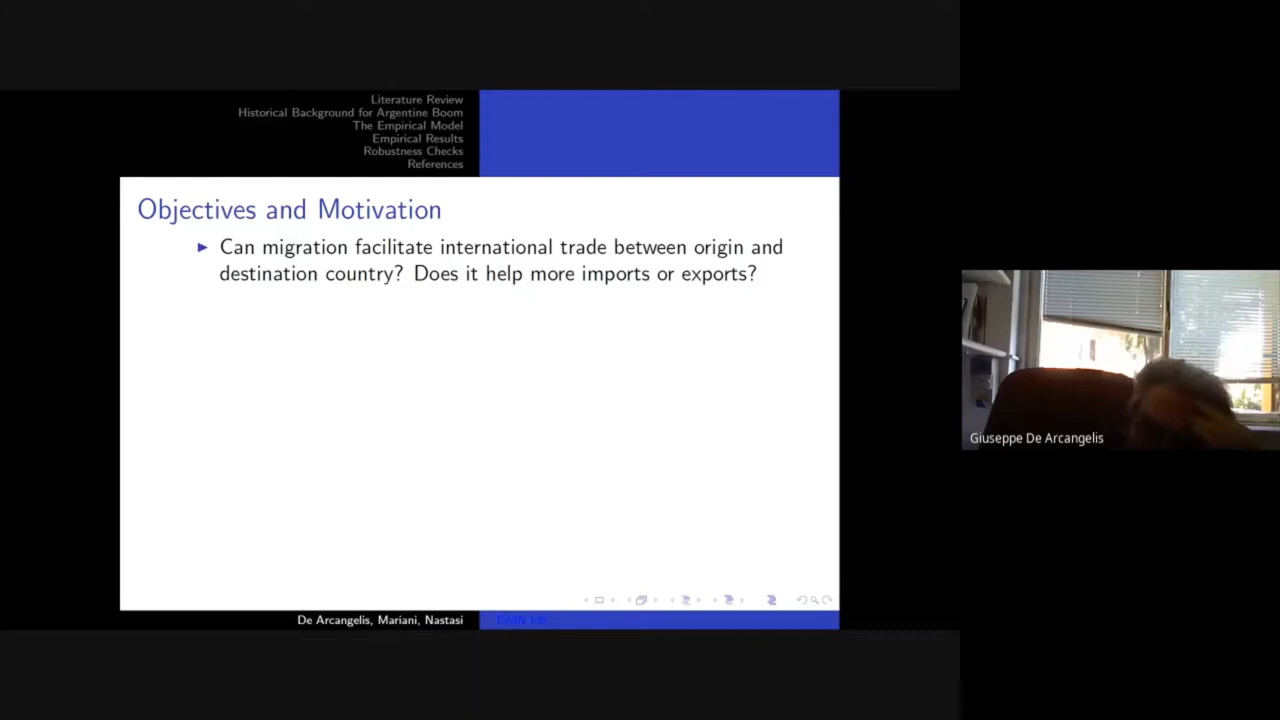 Literature Review
Historical Background for Argentine Boom
The Empirical Model
Empirical Results
Robustness Checks
References
Objectives and Motivation
Can migration facilitate international trade between origin and
destination country? Does it help more imports or exports?
De Arcangelis, Mariani, Nastasi
Giuseppe De Arcangelis